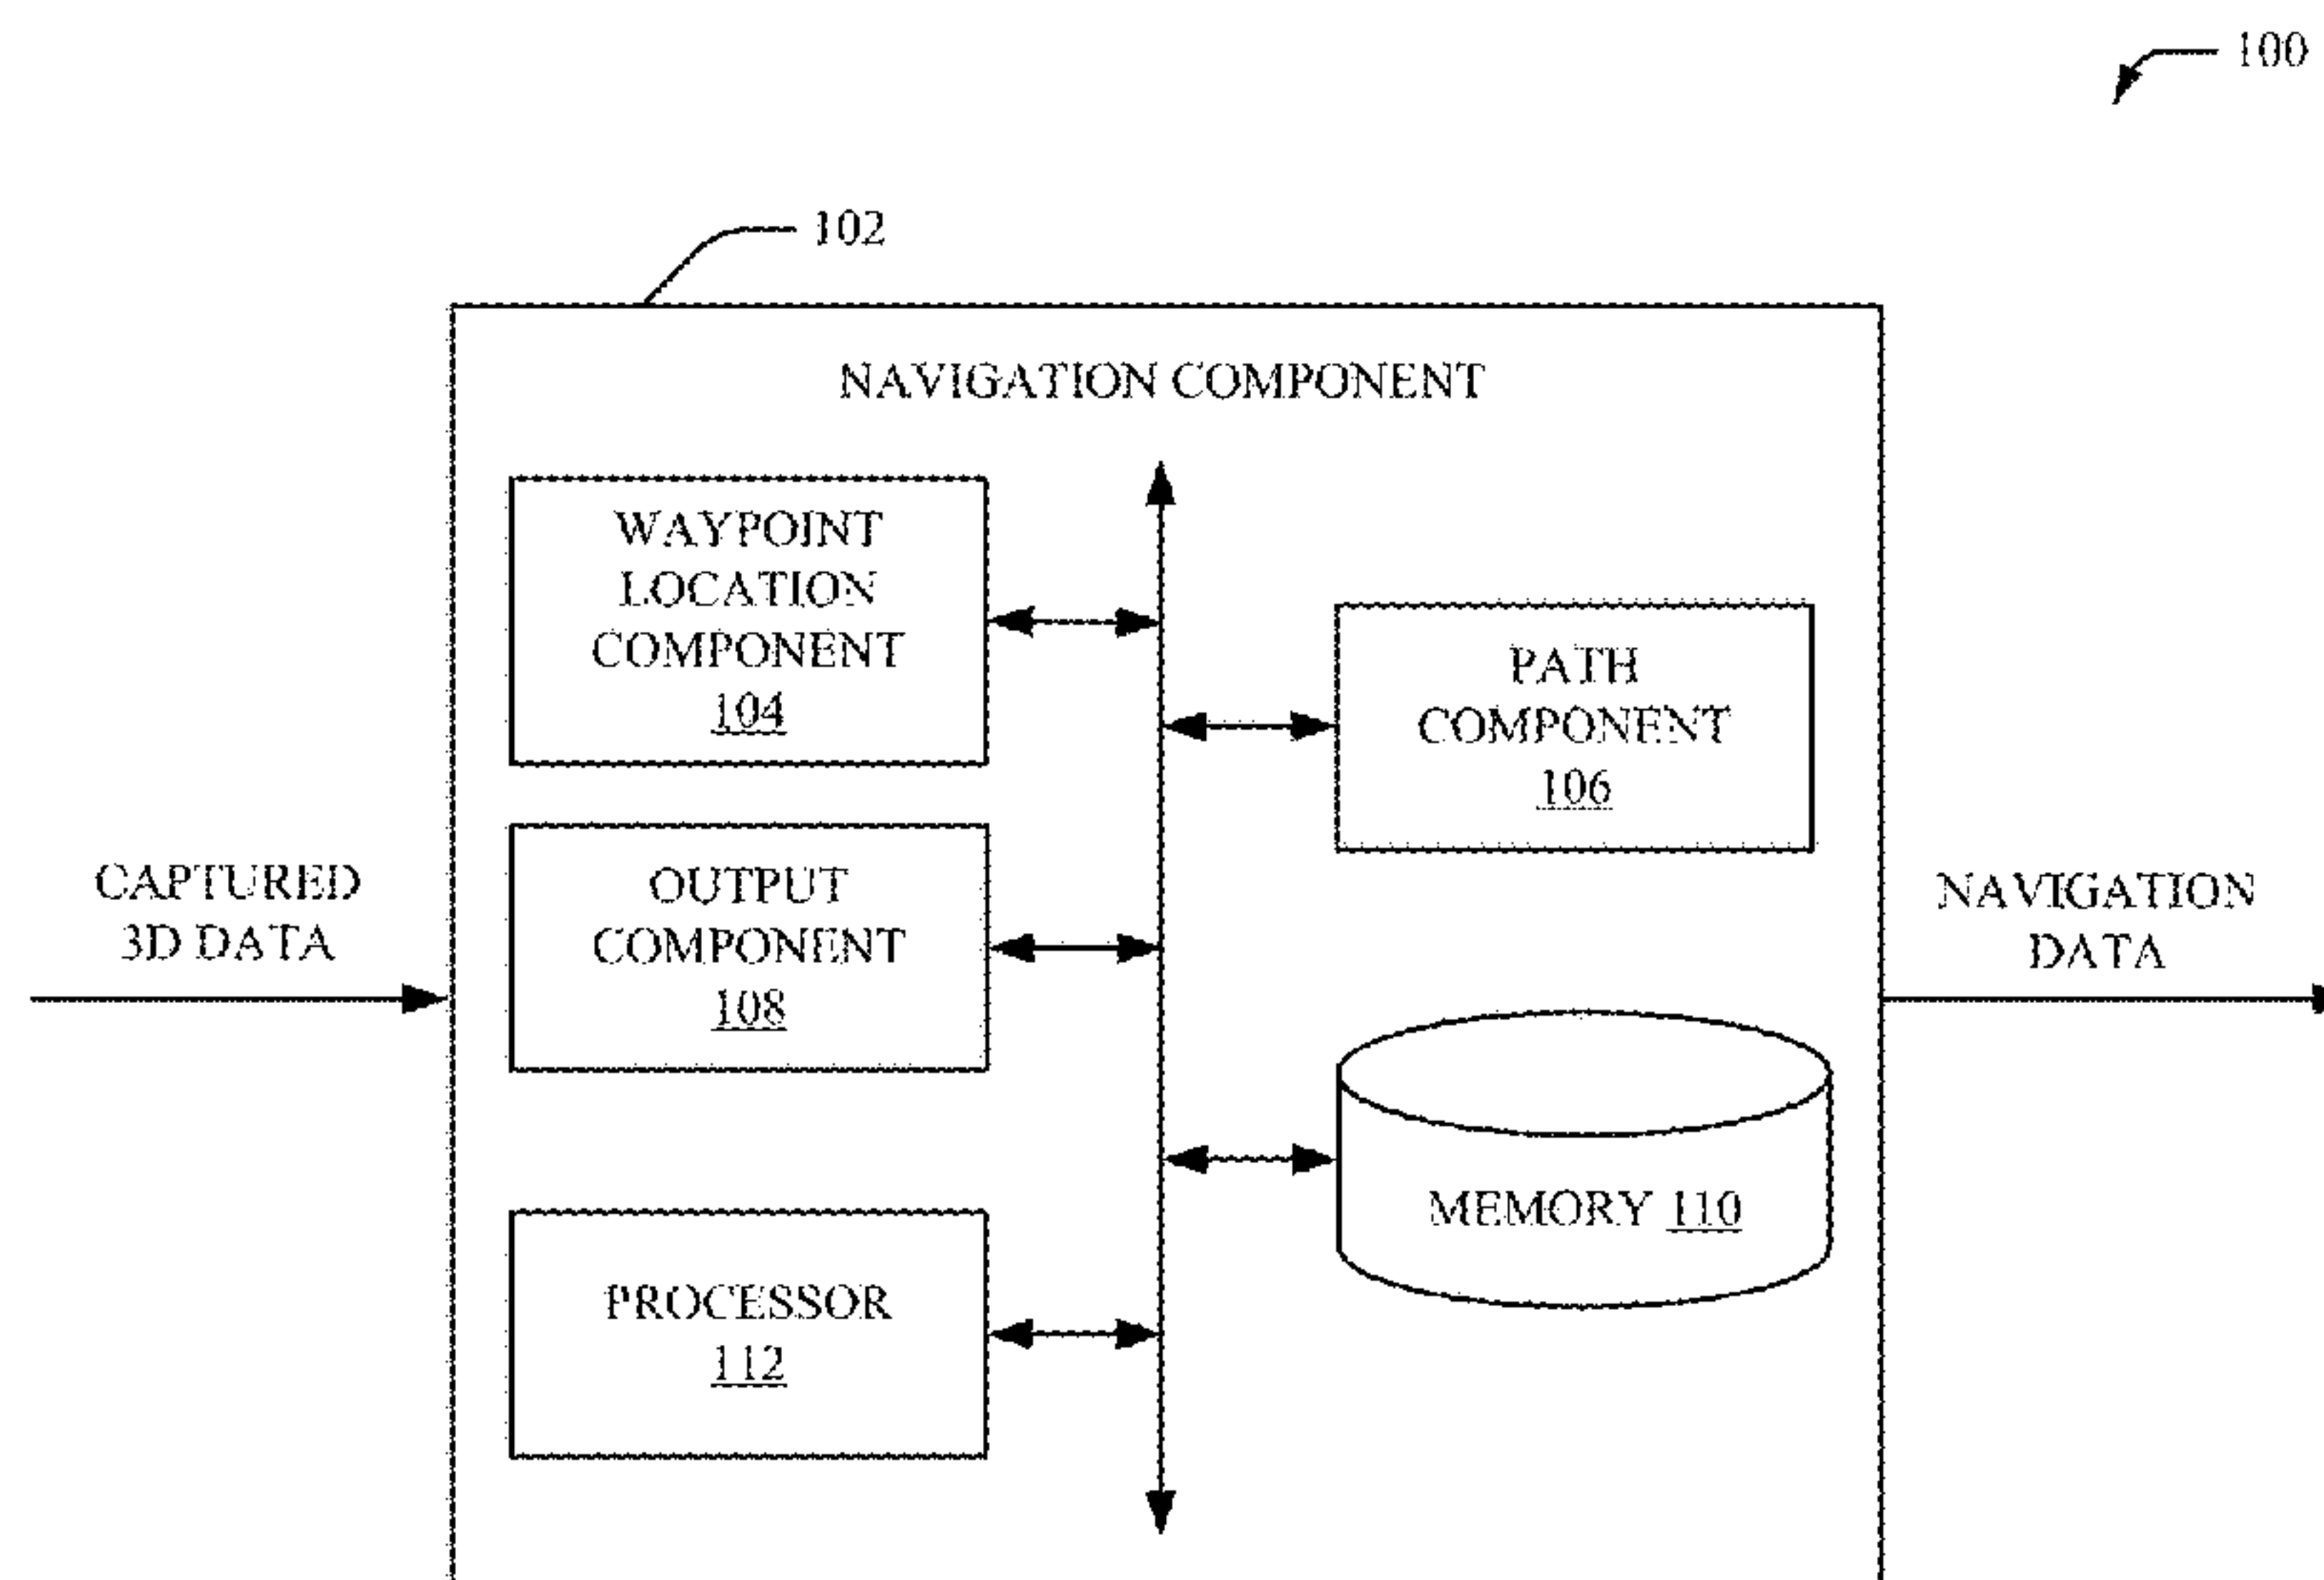 100
102
NAVIGATION COMPONENT
WAYPOINT
LOCATION
COMPONENT
104
PATH
COMPONENT
106
CAPTURED
3D DATA
OUTPUT
COMPONENT
108
NAVIGATION
DATA
MEMORY 110
PROCESSOR
112